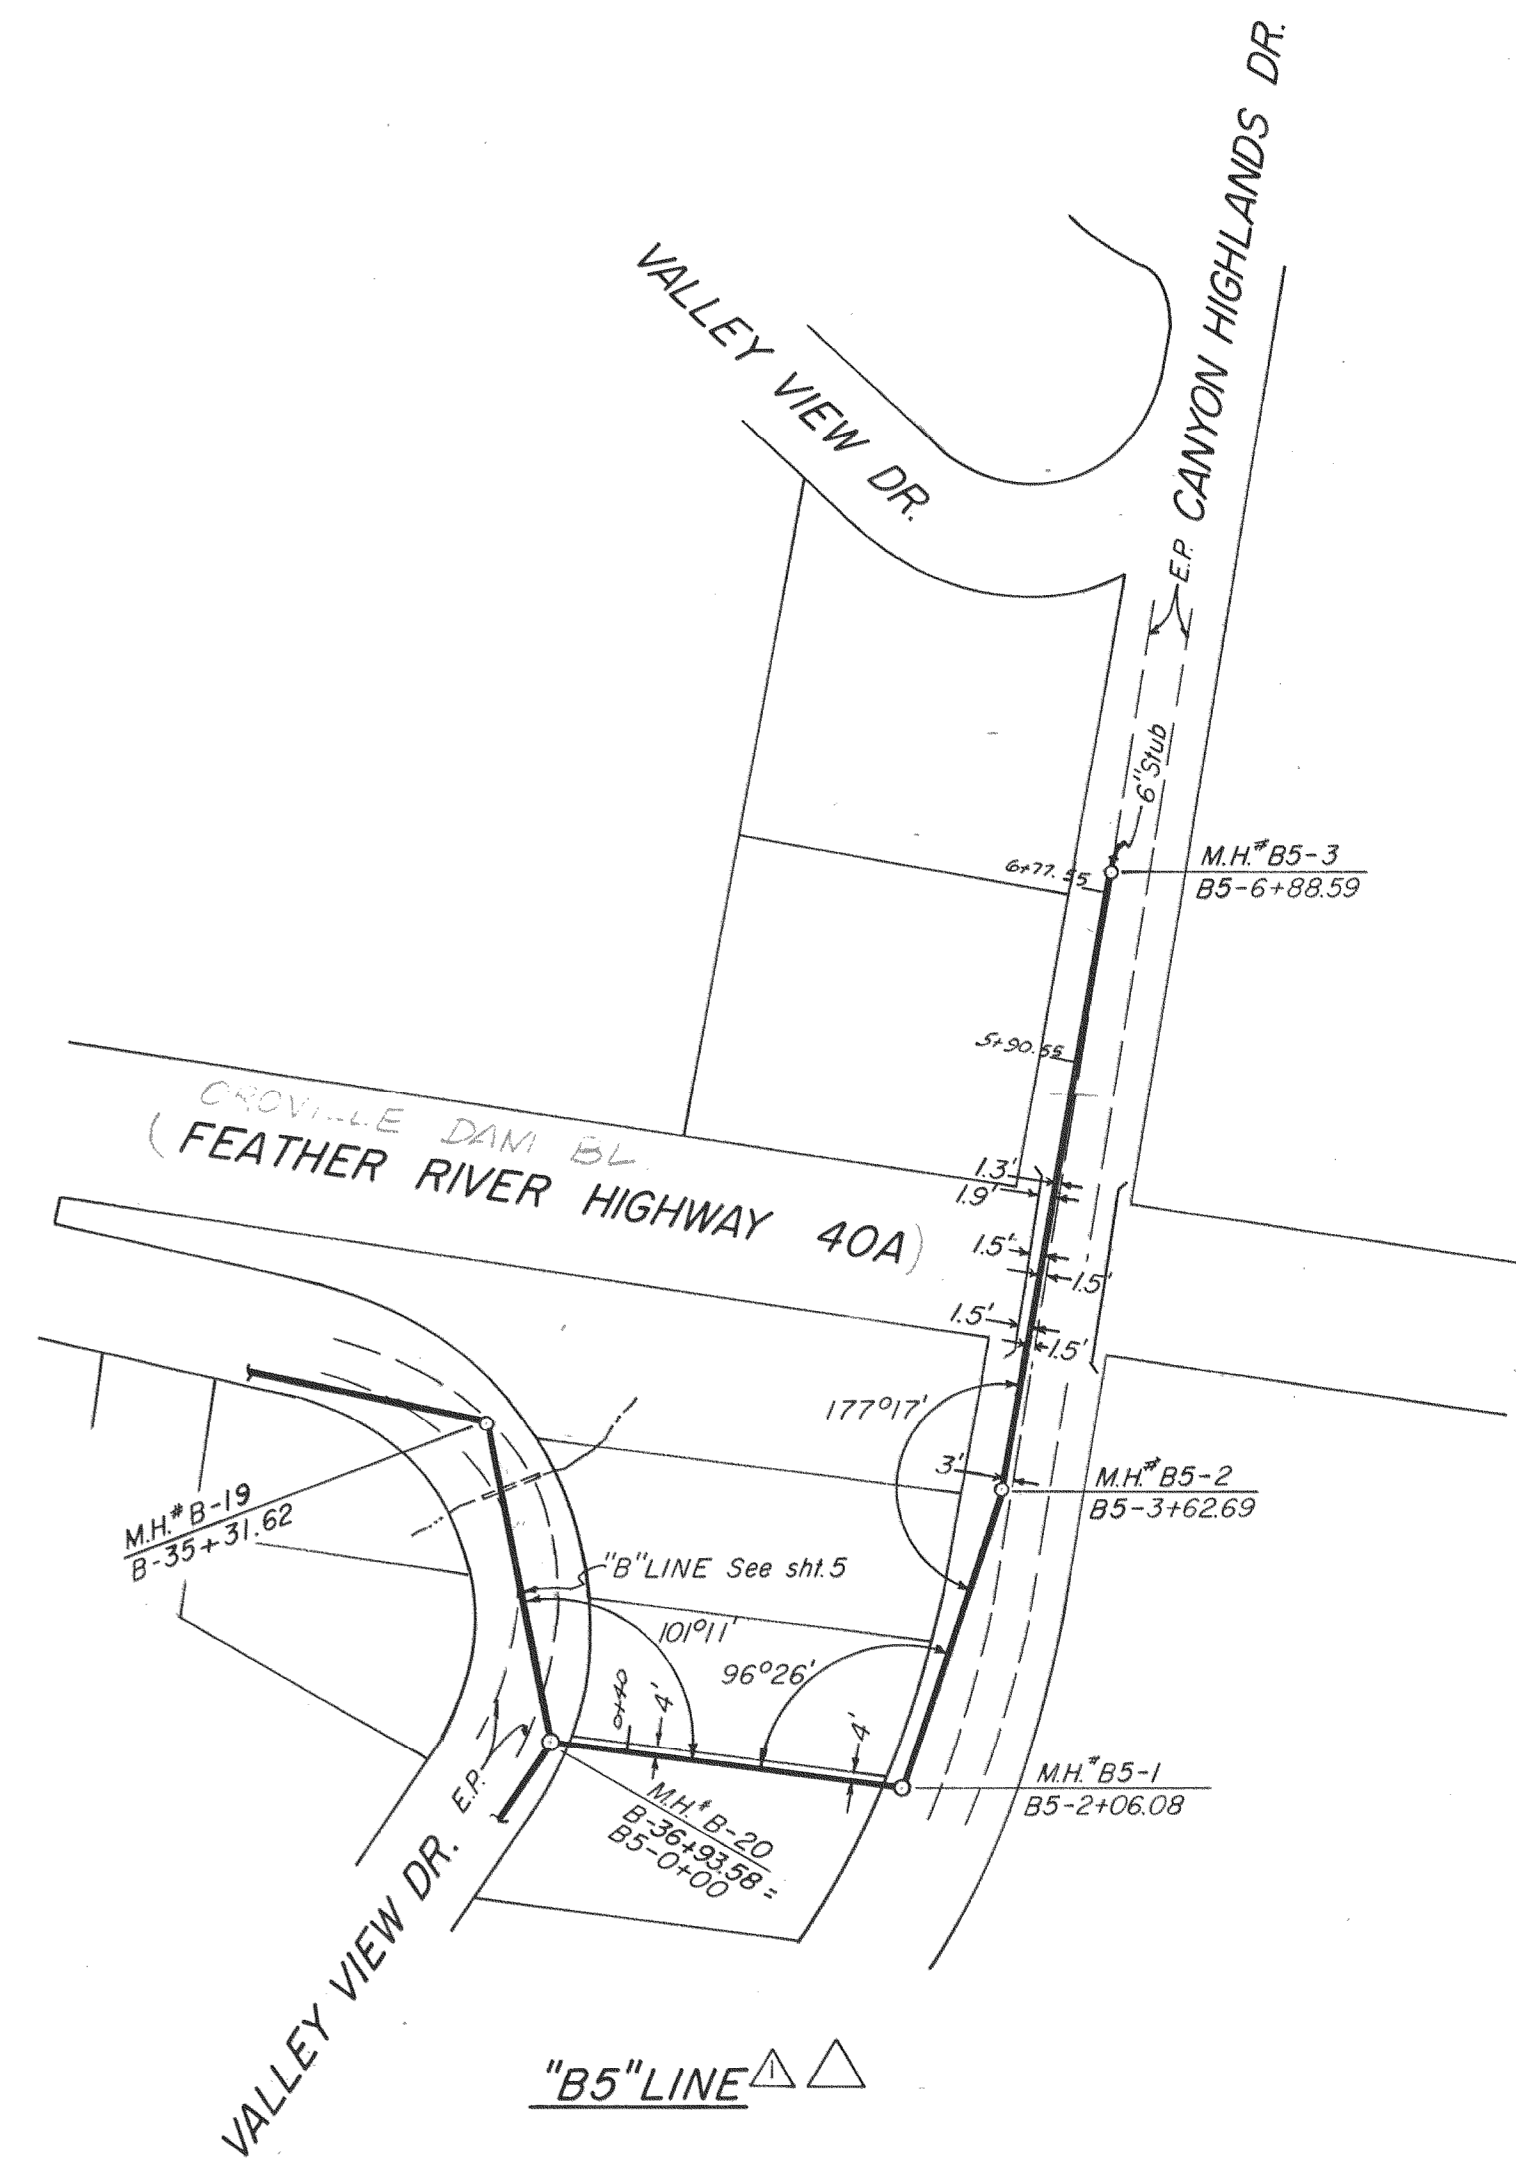 CANYON HIGHLANDS DR.
E.P.
VALLEY VIEW DR.
6" Stub
M.H.# B5-3
B5-6+88.59
6+77.55
5+90.55
OROVILLE DAM BL.
(FEATHER RIVER HIGHWAY 40A)
1.3'
1.9'
1.5'
1.5'
1.5'
1.5'
177°17'
3'
M.H.# B5-2
B5-3+62.69
M.H.# B-19
B-35+31.62
"B" LINE See sht. 5
101°11'
96°26'
0+40
4'
4'
E.P.
M.H.# B5-1
B5-2+06.08
M.H.# B-20
B-36+93.58 =
B5-0+00
VALLEY VIEW DR.
"B5" LINE
1